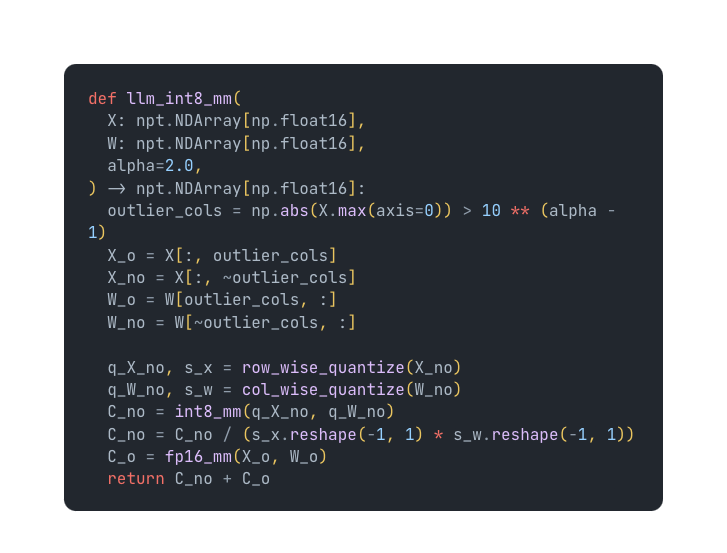 def llm_int8_mm(
  X: npt.NDArray[np.float16],
  W: npt.NDArray[np.float16],
  alpha=2.0,
) -> npt.NDArray[np.float16]:
  outlier_cols = np.abs(X.max(axis=0)) > 10 ** (alpha -
1)
  X_o = X[:, outlier_cols]
  X_no = X[:, ~outlier_cols]
  W_o = W[outlier_cols, :]
  W_no = W[~outlier_cols, :]

  q_X_no, s_x = row_wise_quantize(X_no)
  q_W_no, s_w = col_wise_quantize(W_no)
  C_no = int8_mm(q_X_no, q_W_no)
  C_no = C_no / (s_x.reshape(-1, 1) * s_w.reshape(-1, 1))
  C_o = fp16_mm(X_o, W_o)
  return C_no + C_o